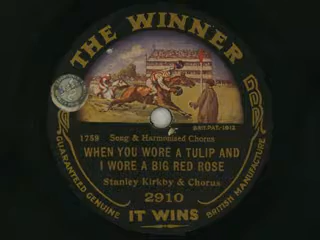 THE WINNER
BRIT.PAT.-1912
1759 Song & Harmonised Chorus
WHEN YOU WORE A TULIP AND
I WORE A BIG RED ROSE
Stanley Kirkby & Chorus
2910
GUARANTEED GENUINE
IT WINS
BRITISH MANUFACTURE